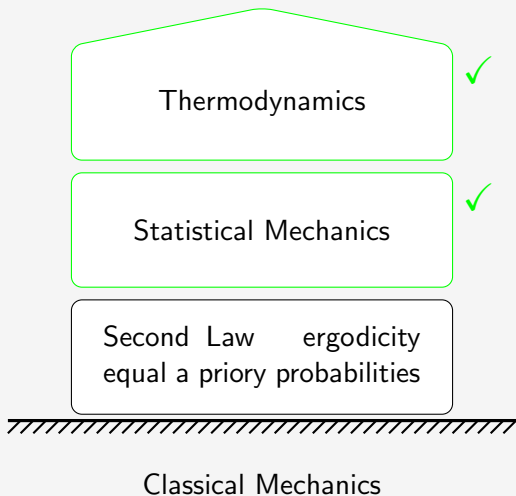 Thermodynamics
Statistical Mechanics
Second Law ergodicity
equal a priory probabilities
Classical Mechanics